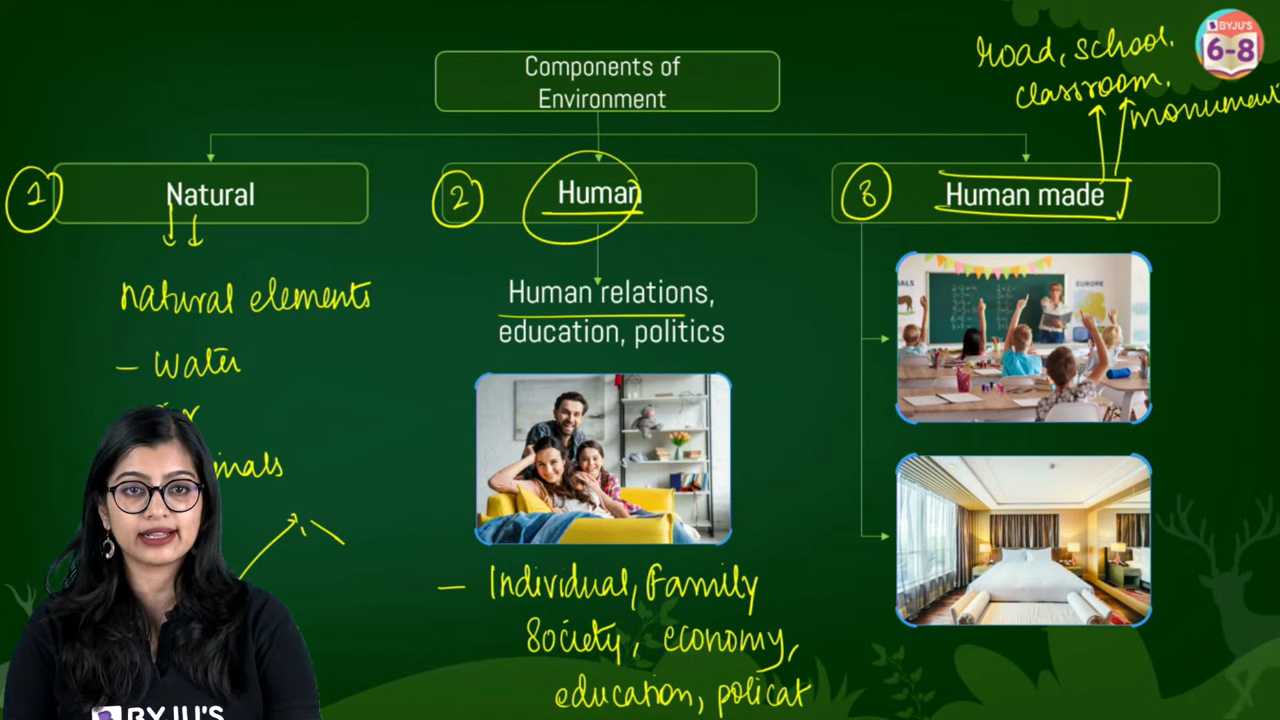 Components of
Environment
BYJU'S
6-8
road, school,
classroom,
monument
1
Natural
2
Human
3
Human made
natural elements
– Water
Human relations,
education, politics
EUROPE
– Individual, Family
Society, economy,
education, policat
BYJU'S